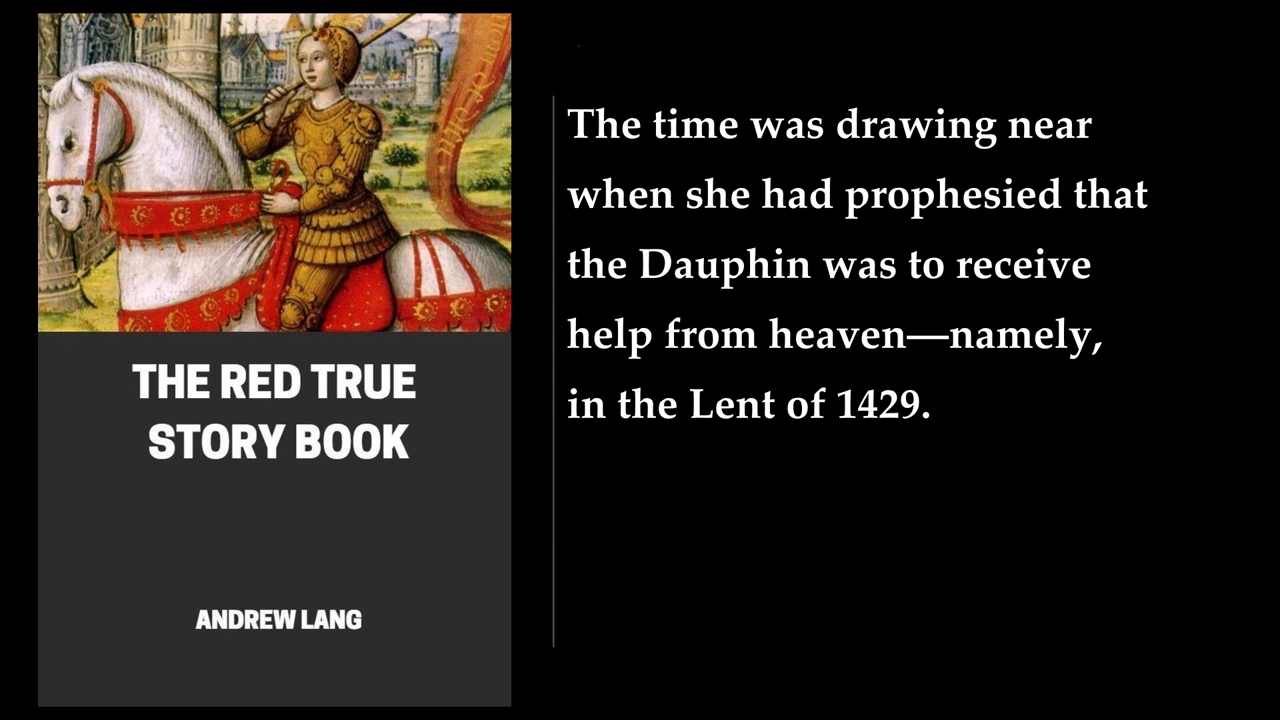 THE RED TRUE
STORY BOOK
ANDREW LANG
The time was drawing near
when she had prophesied that
the Dauphin was to receive
help from heaven—namely,
in the Lent of 1429.